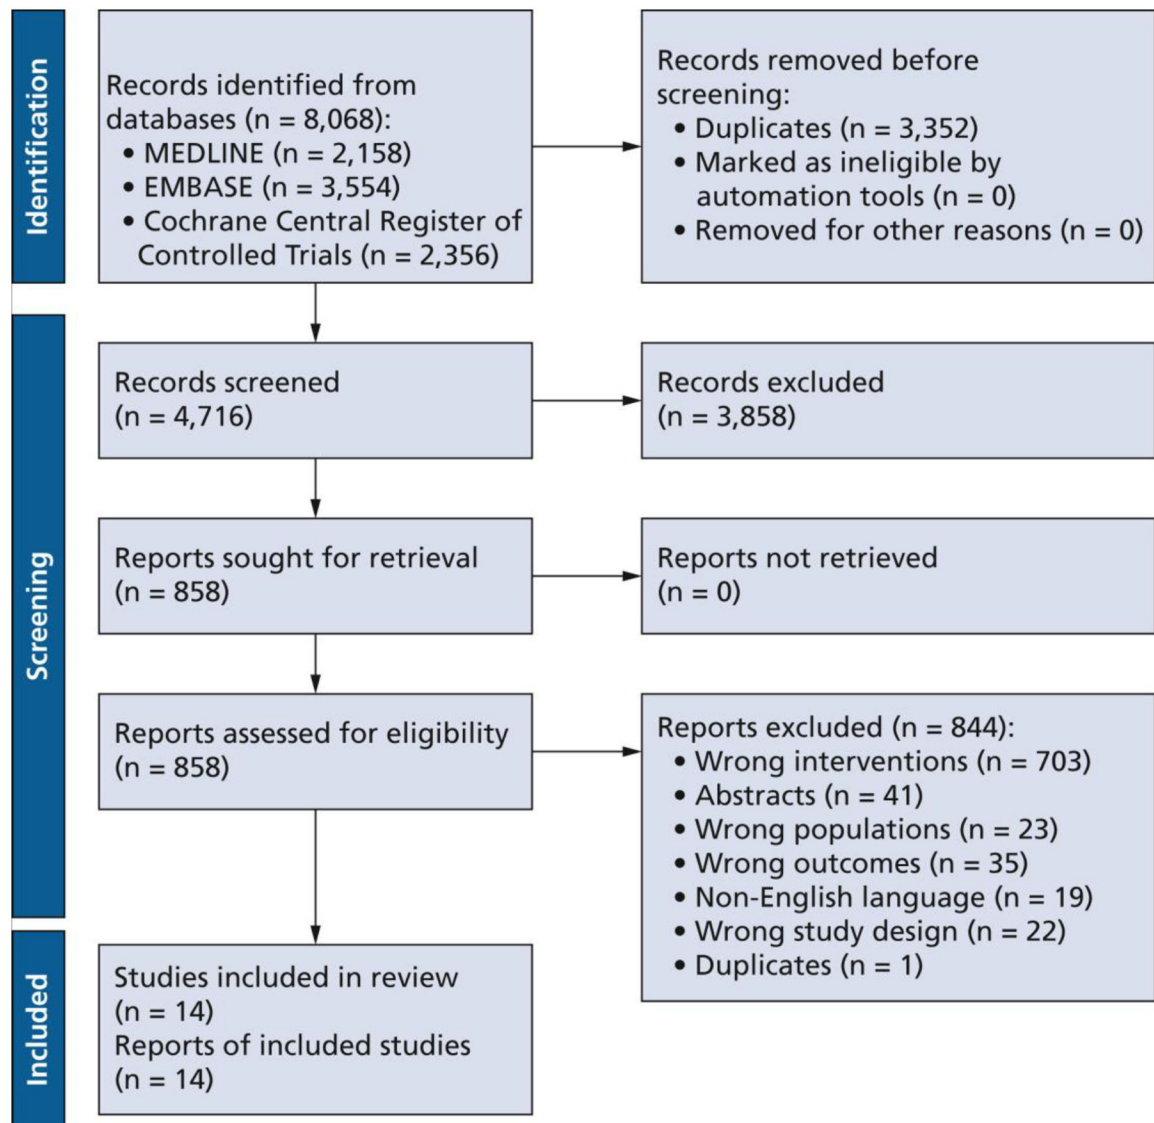 Identification
Records identified from
databases (n = 8,068):
• MEDLINE (n = 2,158)
• EMBASE (n = 3,554)
• Cochrane Central Register of
Controlled Trials (n = 2,356)
Records removed before
screening:
• Duplicates (n = 3,352)
• Marked as ineligible by
automation tools (n = 0)
• Removed for other reasons (n = 0)
Screening
Records screened
(n = 4,716)
Records excluded
(n = 3,858)
Reports sought for retrieval
(n = 858)
Reports not retrieved
(n = 0)
Reports assessed for eligibility
(n = 858)
Reports excluded (n = 844):
• Wrong interventions (n = 703)
• Abstracts (n = 41)
• Wrong populations (n = 23)
• Wrong outcomes (n = 35)
• Non-English language (n = 19)
• Wrong study design (n = 22)
• Duplicates (n = 1)
Included
Studies included in review
(n = 14)
Reports of included studies
(n = 14)